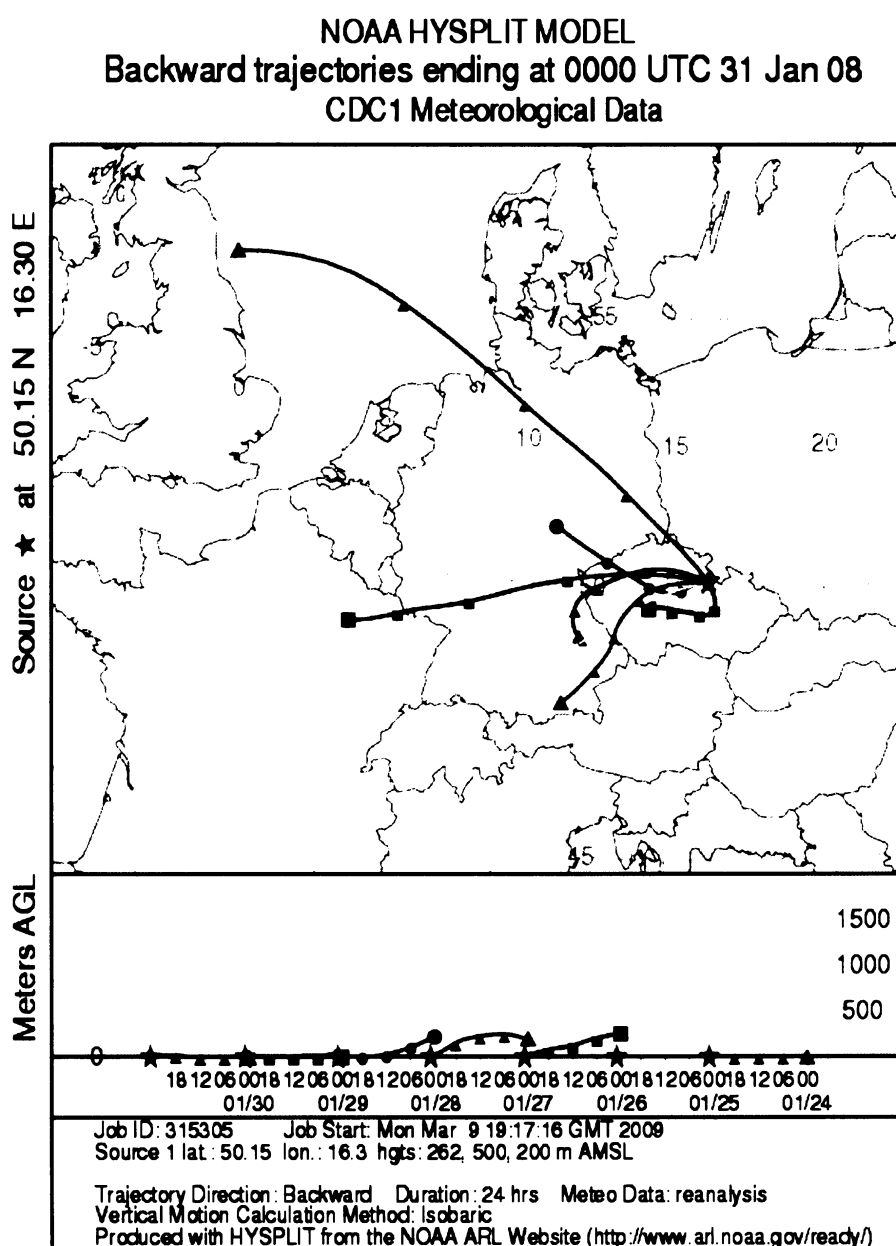 NOAA HYSPLIT MODEL
Backward trajectories ending at 0000 UTC 31 Jan 08
CDC1 Meteorological Data
Source ★ at 50.15 N 16.30 E
-5
55
10
15
20
45
Meters AGL
1500
1000
500
0
18 12 06 00 18 12 06 00 18 12 06 00 18 12 06 00 18 12 06 00 18 12 06 00 18 12 06 00
01/30 01/29 01/28 01/27 01/26 01/25 01/24
Job ID: 315305 Job Start: Mon Mar 9 19:17:16 GMT 2009
Source 1 lat.: 50.15 lon.: 16.3 hgts: 262, 500, 200 m AMSL
Trajectory Direction: Backward Duration: 24 hrs Meteo Data: reanalysis
Vertical Motion Calculation Method: Isobaric
Produced with HYSPLIT from the NOAA ARL Website (http://www.arl.noaa.gov/ready/)